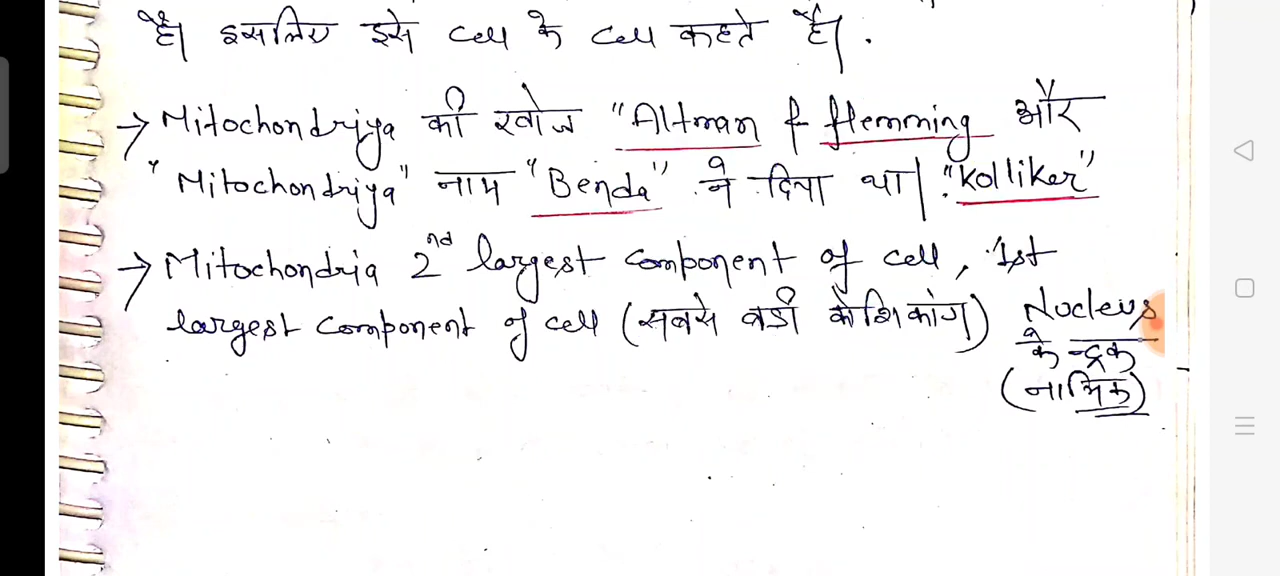 है। इसलिए इसे cell के cell कहते हैं।.
→ Mitochondriya की खोज "Altman & flemming और
"Mitochondriya" नाम "Benda" ने दिया था। "Kolliker"
→ Mitochondria 2nd largest component of cell, 1st
largest component of cell (सबसे बडी कोशिकांग) Nucleus
केन्द्रक
(नाभिक)